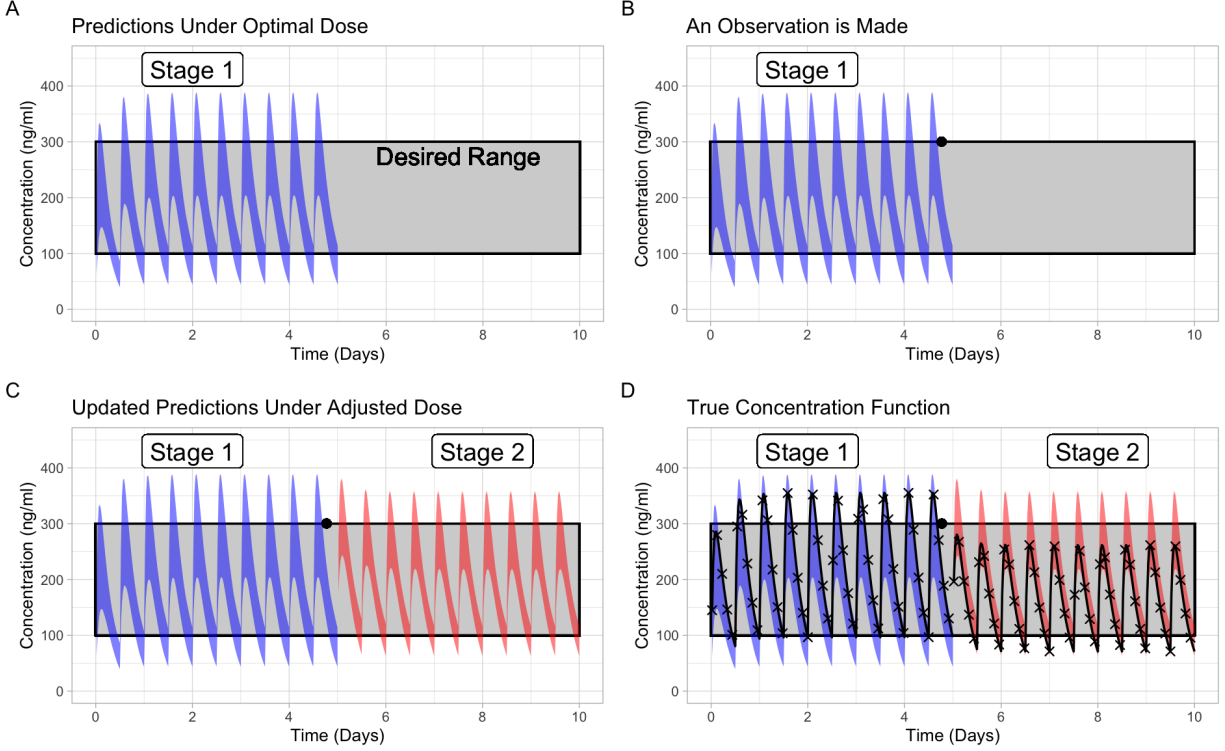 A
Predictions Under Optimal Dose
Stage 1
Desired Range
Concentration (ng/ml)
400
300
200
100
0
0 2 4 6 8 10
Time (Days)
B
An Observation is Made
Stage 1
Concentration (ng/ml)
400
300
200
100
0
0 2 4 6 8 10
Time (Days)
C
Updated Predictions Under Adjusted Dose
Stage 1 Stage 2
Concentration (ng/ml)
400
300
200
100
0
0 2 4 6 8 10
Time (Days)
D
True Concentration Function
Stage 1 Stage 2
Concentration (ng/ml)
400
300
200
100
0
0 2 4 6 8 10
Time (Days)